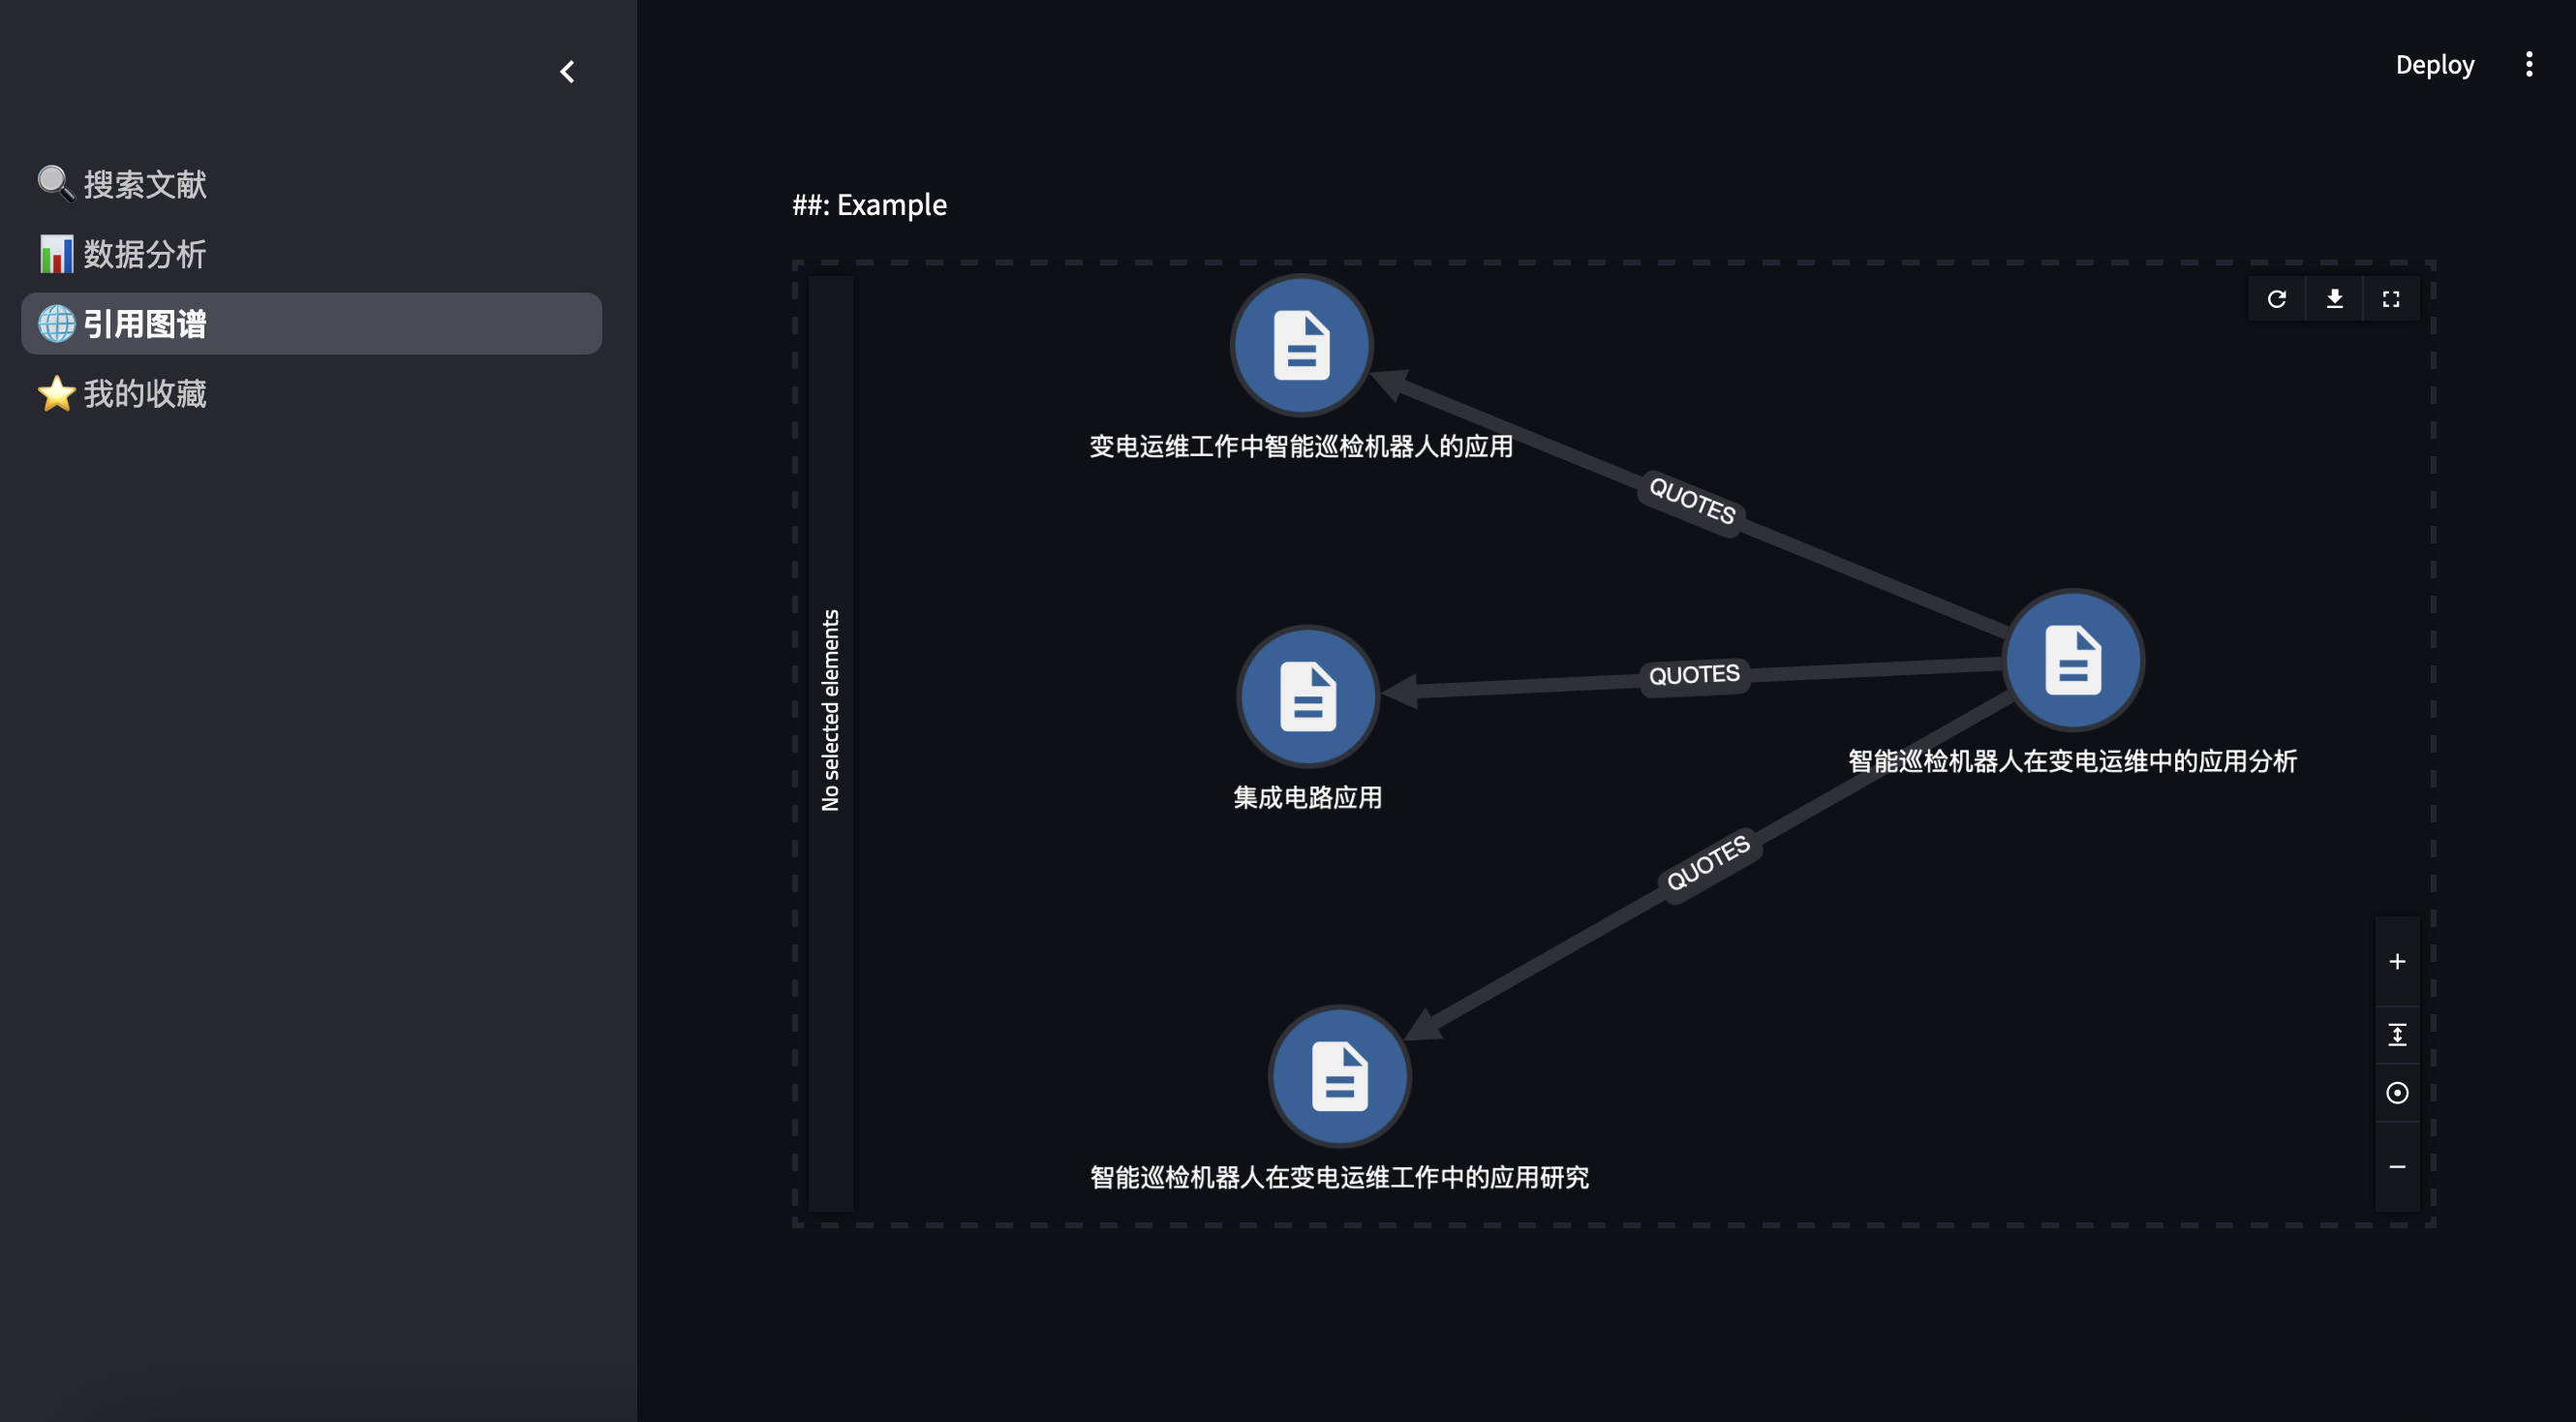 Deploy
搜索文献
数据分析
引用图谱
我的收藏
##: Example
No selected elements
变电运维工作中智能巡检机器人的应用
QUOTES
QUOTES
集成电路应用
智能巡检机器人在变电运维中的应用分析
QUOTES
智能巡检机器人在变电运维工作中的应用研究